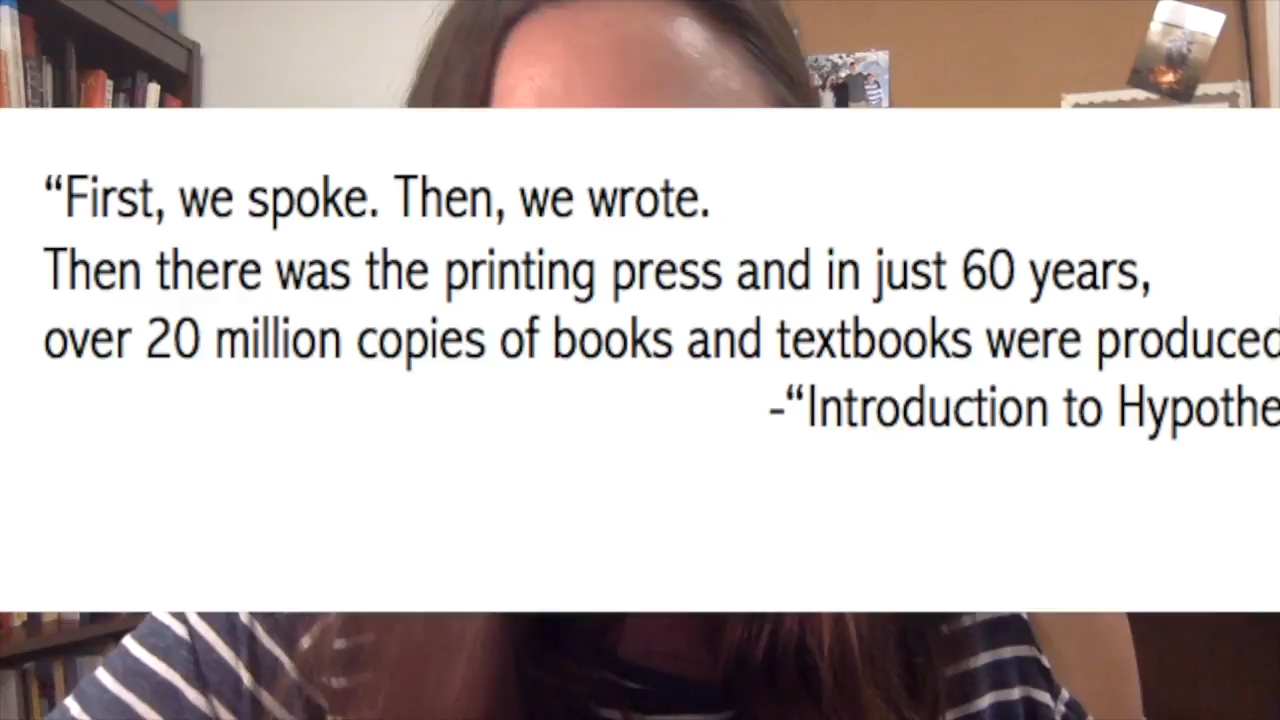 “First, we spoke. Then, we wrote.
Then there was the printing press and in just 60 years,
over 20 million copies of books and textbooks were produced
-“Introduction to Hypothe